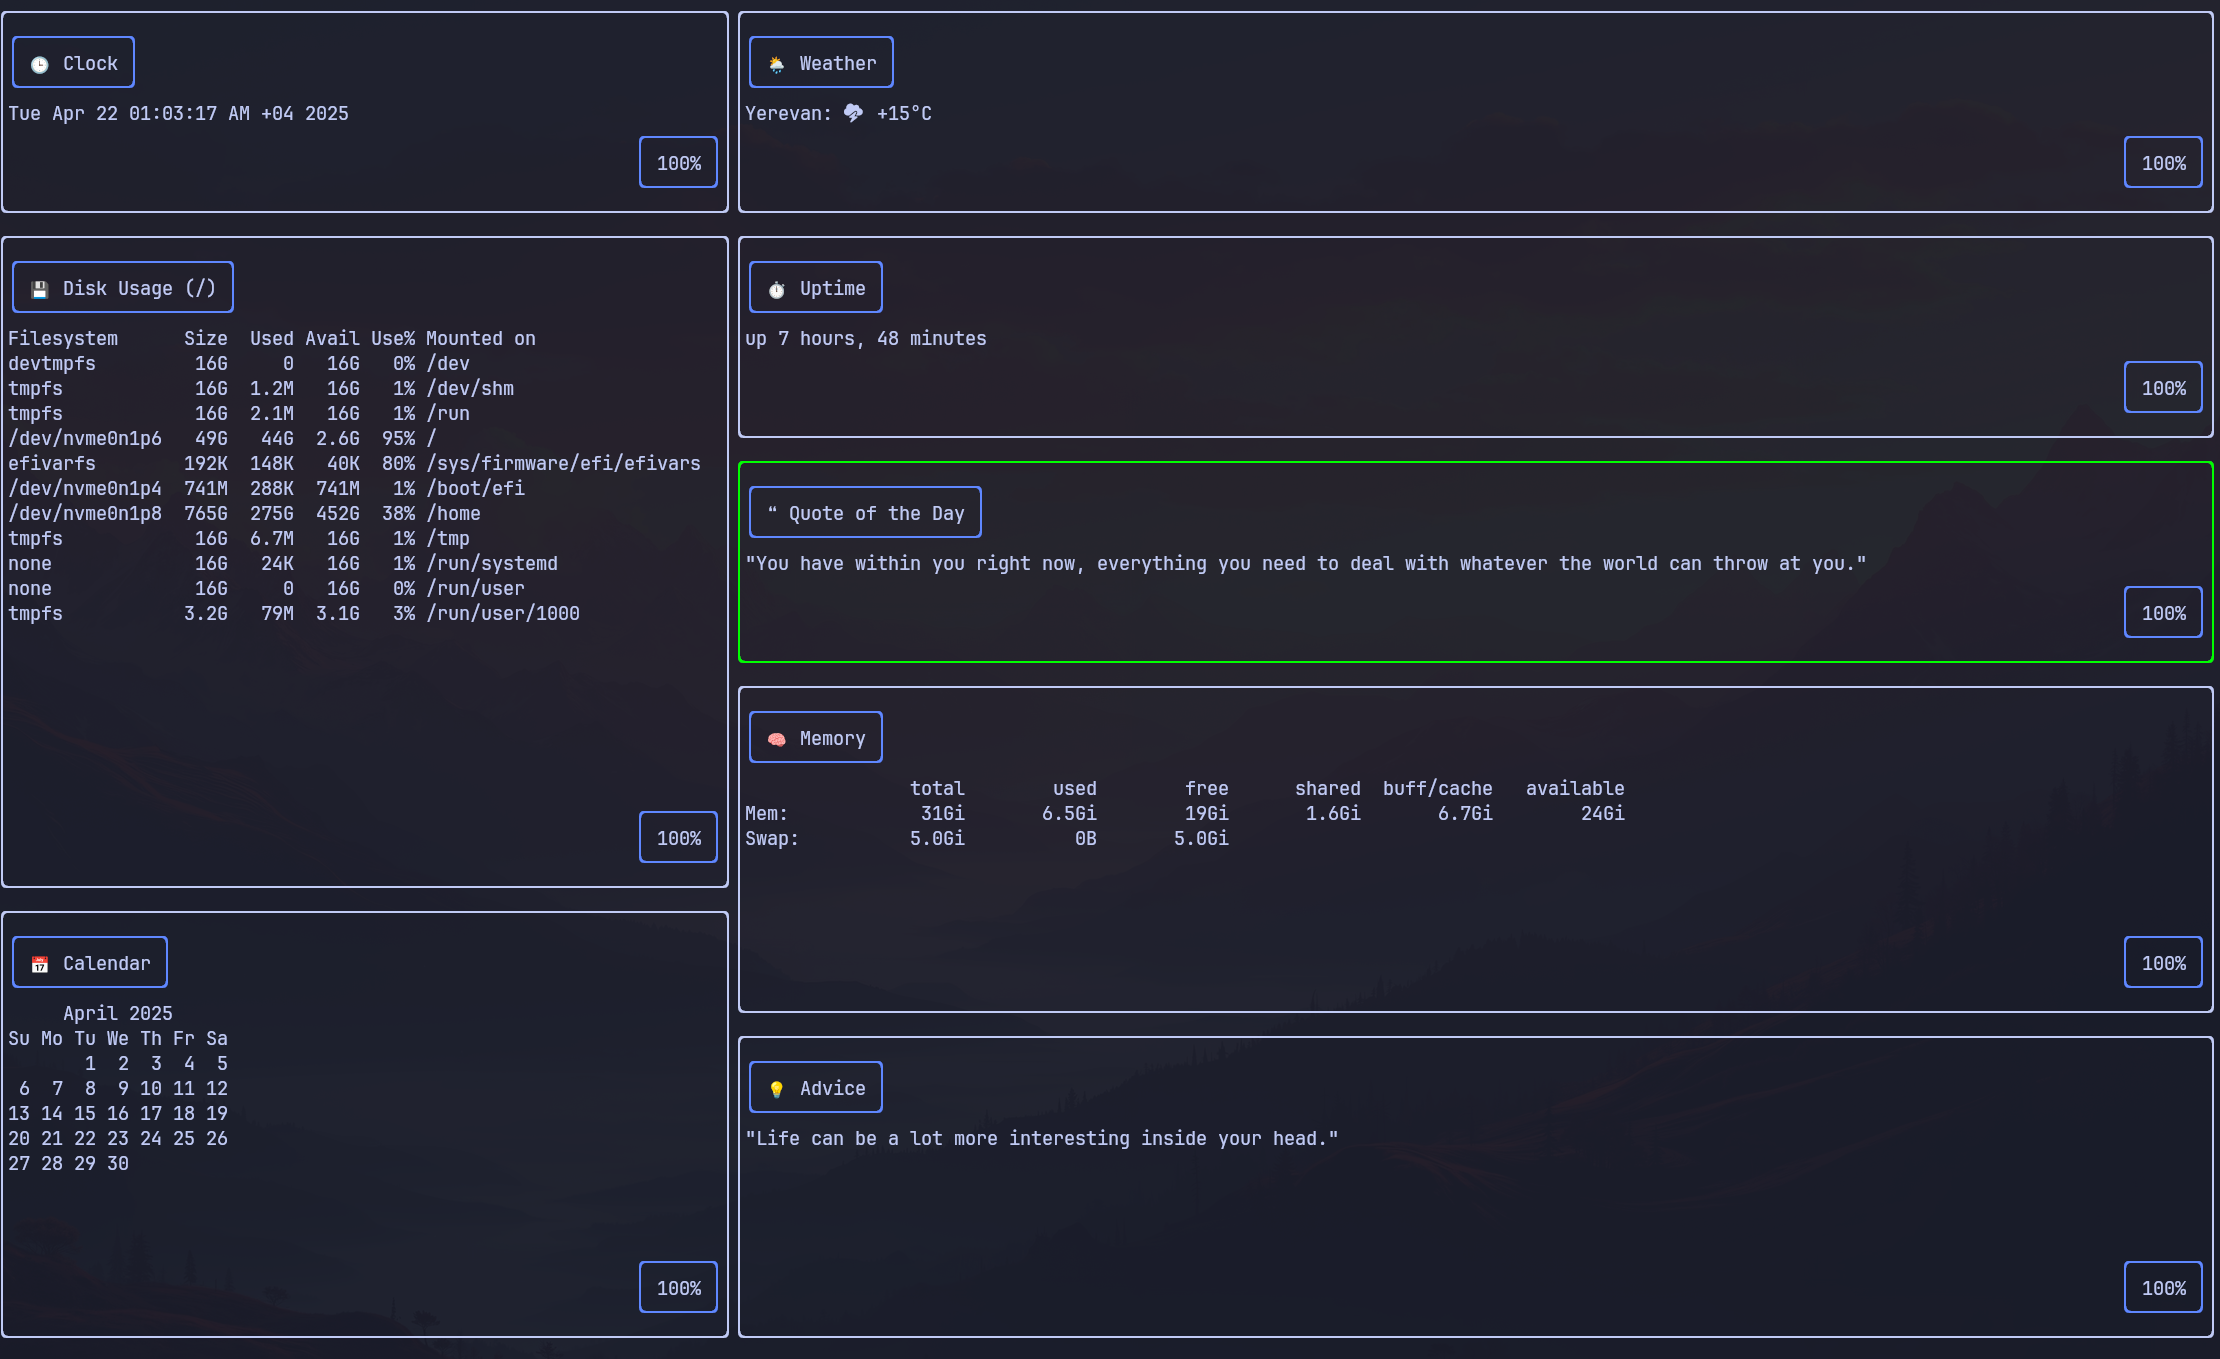 🕒 Clock
Tue Apr 22 01:03:17 AM +04 2025
100%
🌦 Weather
Yerevan: ⛈ +15°C
100%
💾 Disk Usage (/)
Filesystem      Size  Used Avail Use% Mounted on
devtmpfs         16G     0   16G   0% /dev
tmpfs            16G  1.2M   16G   1% /dev/shm
tmpfs            16G  2.1M   16G   1% /run
/dev/nvme0n1p6   49G   44G  2.6G  95% /
efivarfs        192K  148K   40K  80% /sys/firmware/efi/efivars
/dev/nvme0n1p4  741M  288K  741M   1% /boot/efi
/dev/nvme0n1p8  765G  275G  452G  38% /home
tmpfs            16G  6.7M   16G   1% /tmp
none             16G   24K   16G   1% /run/systemd
none             16G     0   16G   0% /run/user
tmpfs           3.2G   79M  3.1G   3% /run/user/1000
100%
⏱ Uptime
up 7 hours, 48 minutes
100%
❝ Quote of the Day
"You have within you right now, everything you need to deal with whatever the world can throw at you."
100%
🧠 Memory
               total        used        free      shared  buff/cache   available
Mem:            31Gi       6.5Gi        19Gi       1.6Gi       6.7Gi        24Gi
Swap:          5.0Gi          0B       5.0Gi
100%
📅 Calendar
     April 2025
Su Mo Tu We Th Fr Sa
       1  2  3  4  5
 6  7  8  9 10 11 12
13 14 15 16 17 18 19
20 21 22 23 24 25 26
27 28 29 30
100%
💡 Advice
"Life can be a lot more interesting inside your head."
100%